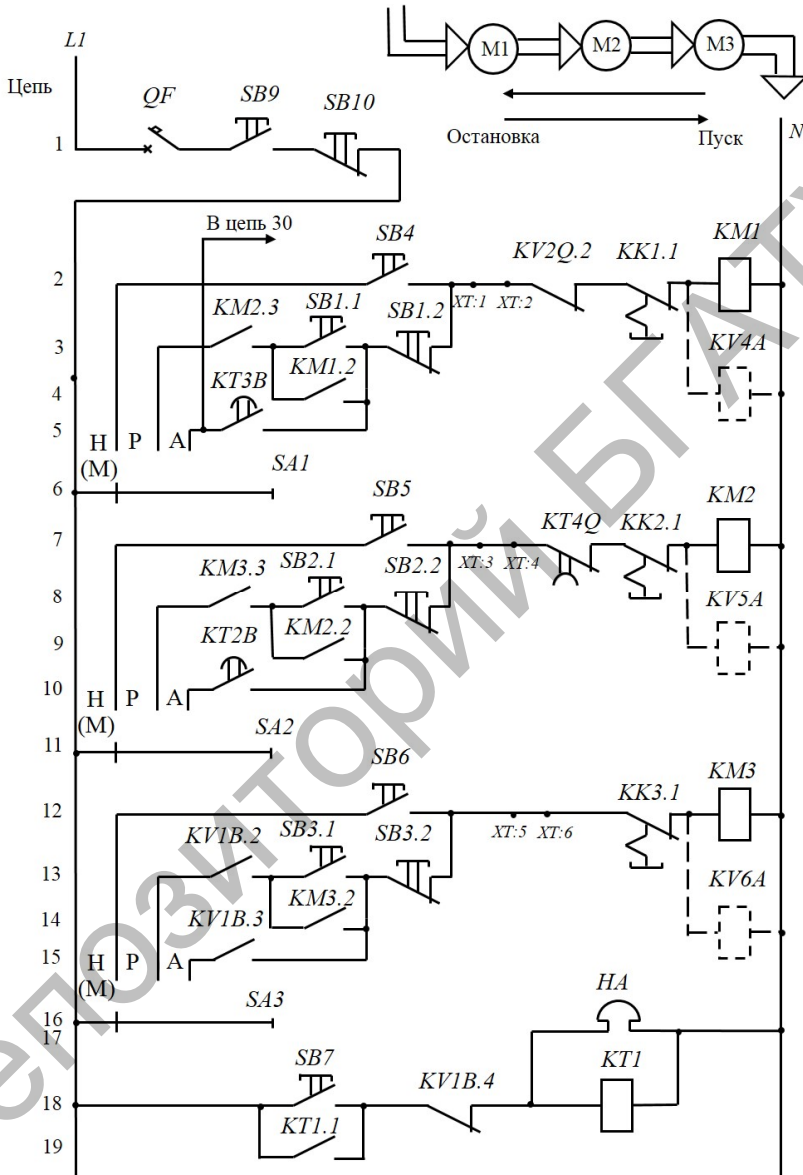 L1
M1 M2 M3
Цепь
QF SB9 SB10
Остановка Пуск N
1
В цепь 30
SB4 KV2Q.2 KK1.1 KM1
2
KM2.3 SB1.1 SB1.2 XT:1 XT:2
3
KM1.2 KV4A
4
KT3B
5
Н Р А
(М)
SA1
6
SB5 KT4Q KK2.1 KM2
7
KM3.3 SB2.1 SB2.2 XT:3 XT:4
8
KT2B KM2.2 KV5A
9
10
Н Р А
(М)
SA2
11
SB6 KK3.1 KM3
12
KV1B.2 SB3.1 SB3.2 XT:5 XT:6
13
KM3.2 KV6A
14
KV1B.3
15
Н Р А
(М)
SA3 HA
16
17
SB7 KV1B.4 KT1
18
KT1.1
19
епозиторий БГАТУ